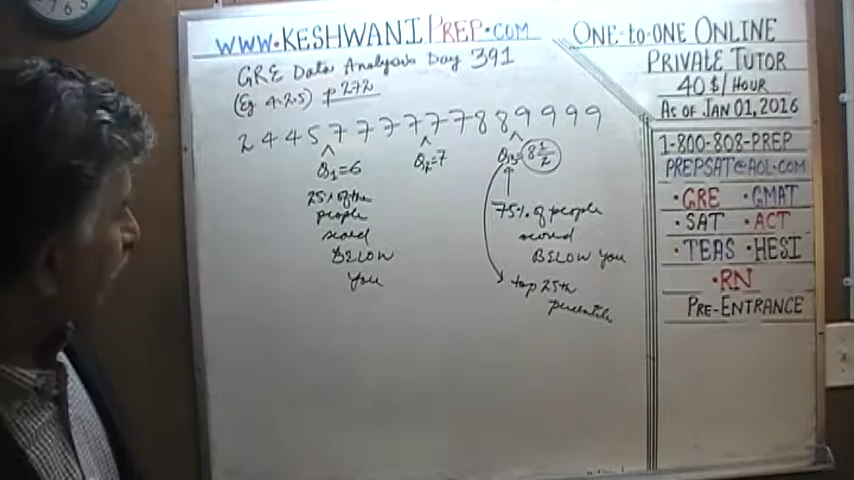 WWW.KESHWANIPREP.COM
GRE Data Analysis Day 391
(Eg 4.2.5) p 272
2 4 4 5 7 7 7 7 7 7 8 8 9 9 9 9
Q1=6
Q2=7
Q3=8 1/2
25% of the
people
scored
BELOW
You
75% of people
scored
BELOW You
top 25th
percentile
ONE-to-ONE ONLINE
PRIVATE TUTOR
40 $/HOUR
AS OF JAN 01, 2016
1-800-808-PREP
PREPSAT@AOL.COM
•GRE •GMAT
•SAT •ACT
•TEAS •HESI
•RN
PRE-ENTRANCE
7 6 5